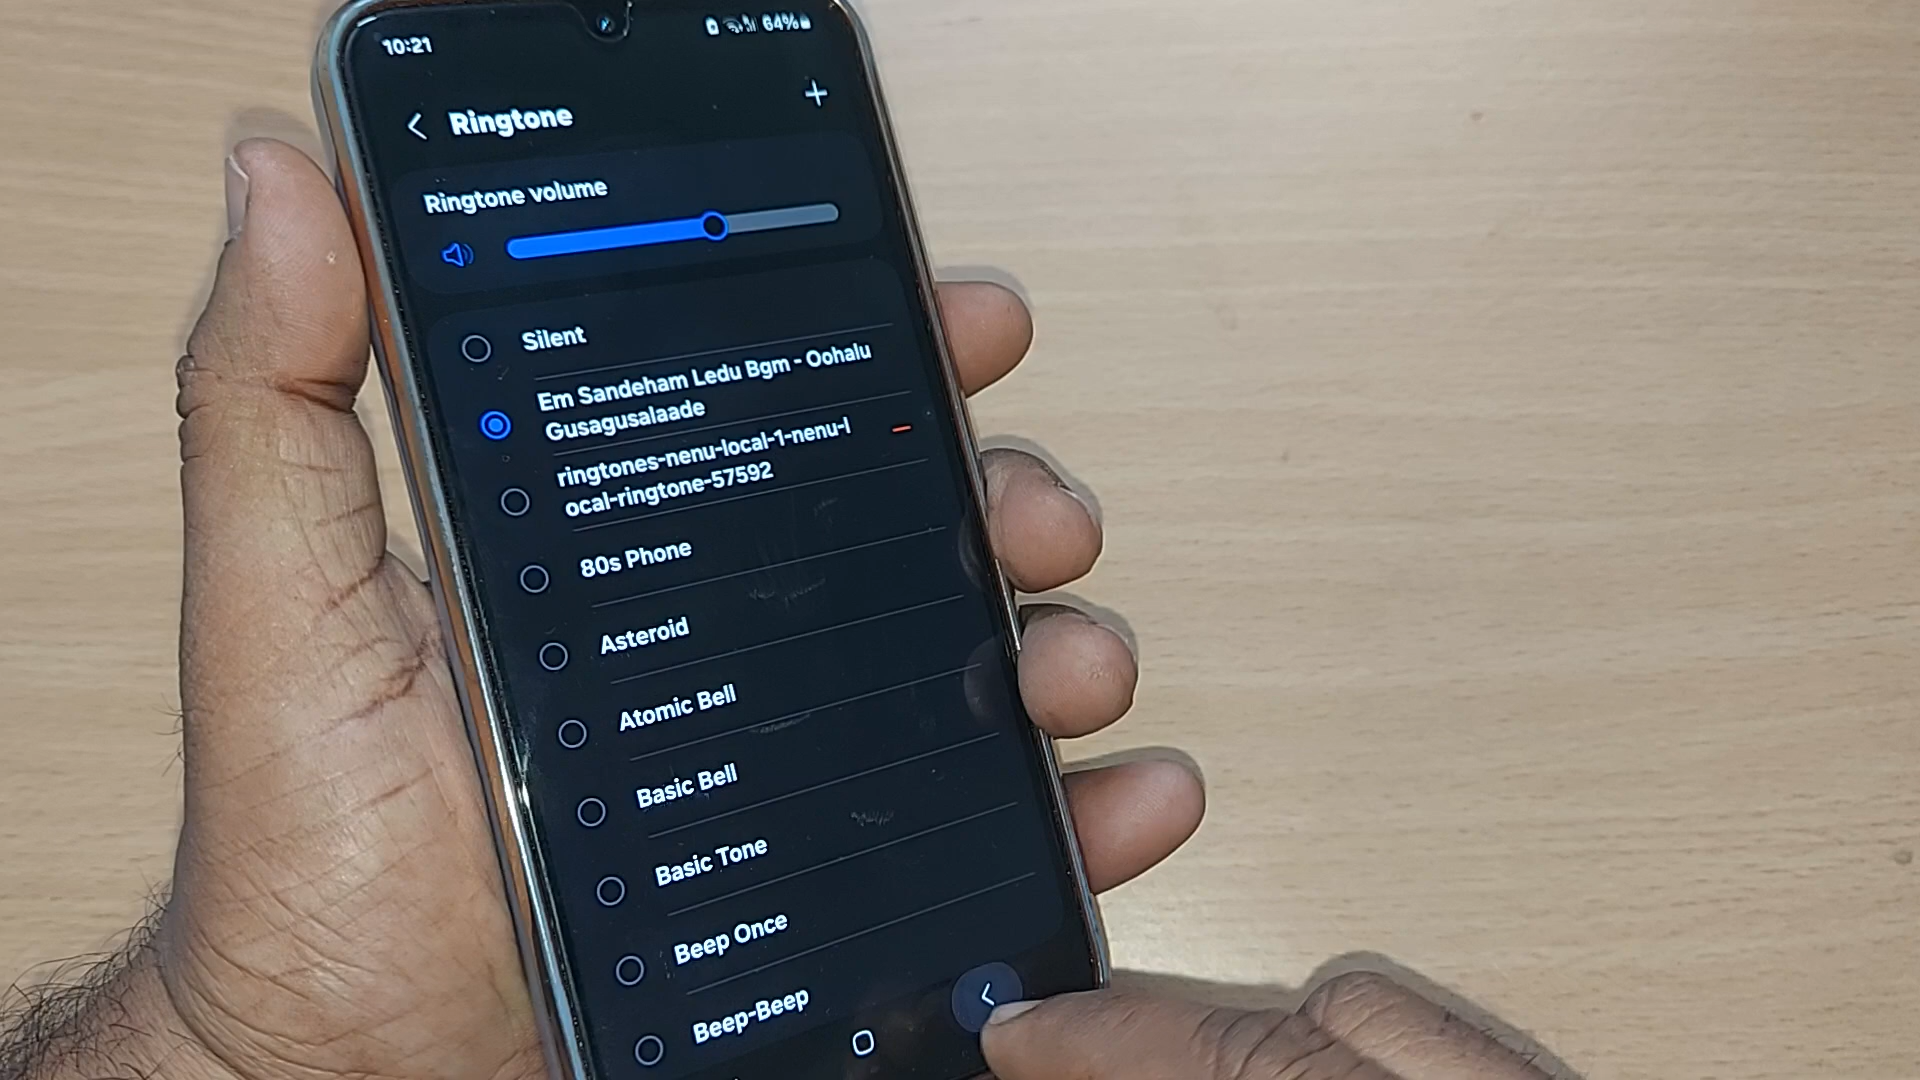 10:21
64%
Ringtone
Ringtone volume
Silent
Em Sandeham Ledu Bgm - Oohalu
Gusagusalaade
ringtones-nenu-local-1-nenu-l
ocal-ringtone-57592
80s Phone
Asteroid
Atomic Bell
Basic Bell
Basic Tone
Beep Once
Beep-Beep